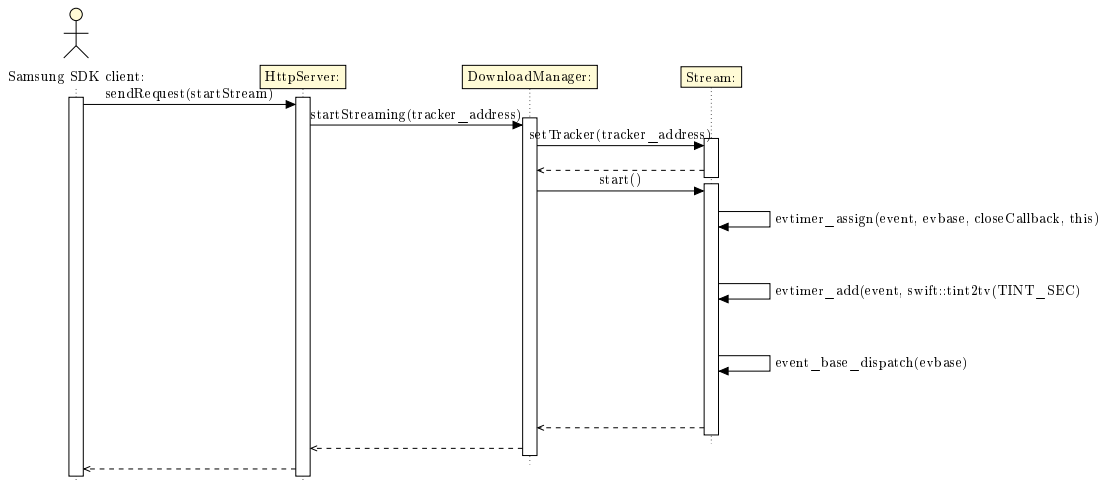 Samsung SDK client:
HttpServer:
DownloadManager:
Stream:
sendRequest(startStream)
startStreaming(tracker_address)
setTracker(tracker_address)
start()
evtimer_assign(event, evbase, closeCallback, this)
evtimer_add(event, swift::tint2tv(TINT_SEC)
event_base_dispatch(evbase)